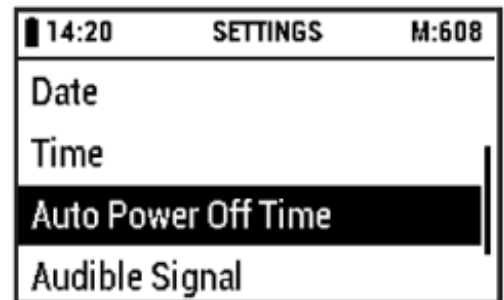 14:20 SETTINGS M:608
Date
Time
Auto Power Off Time
Audible Signal